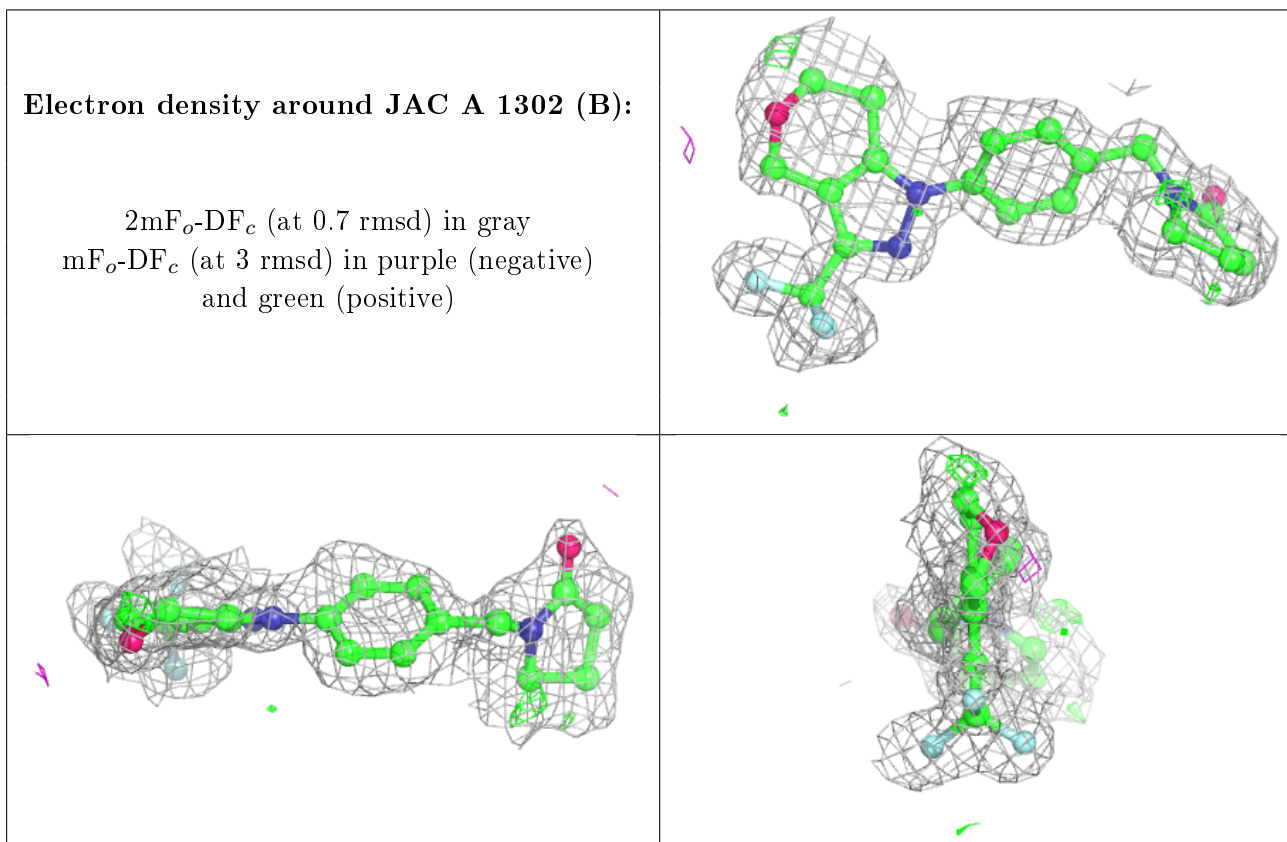 Electron density around JAC A 1302 (B):
2mFo-DFc (at 0.7 rmsd) in gray
mFo-DFc (at 3 rmsd) in purple (negative)
and green (positive)